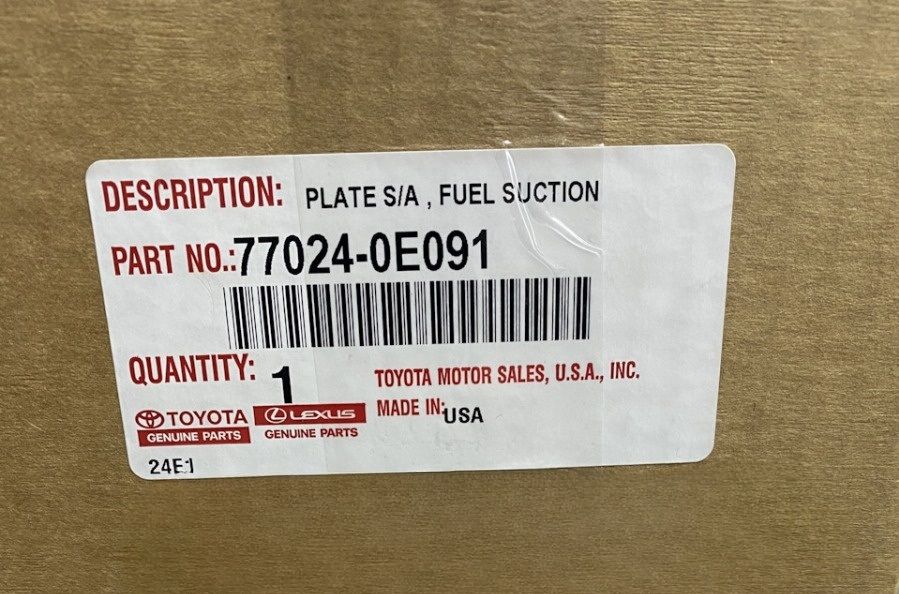 DESCRIPTION: PLATE S/A , FUEL SUCTION
PART NO.: 77024-0E091
QUANTITY: 1
TOYOTA MOTOR SALES, U.S.A., INC.
MADE IN: USA
TOYOTA
GENUINE PARTS
LEXUS
GENUINE PARTS
24E1